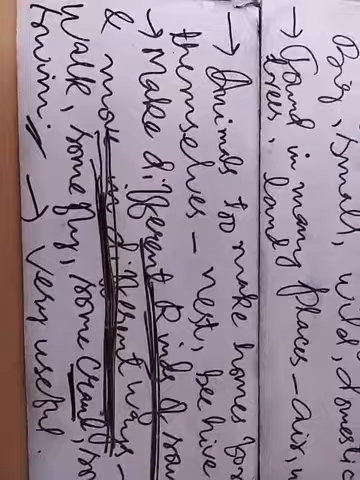 Big, small, wild, domestic
→ Found in many places - air, w
trees, land
→ Animals too make homes for
themselves - nest, bee hive
→ Make different kinds of sou
& move in different ways -
walk, some fly, some crawl, so
swim. → Very useful.